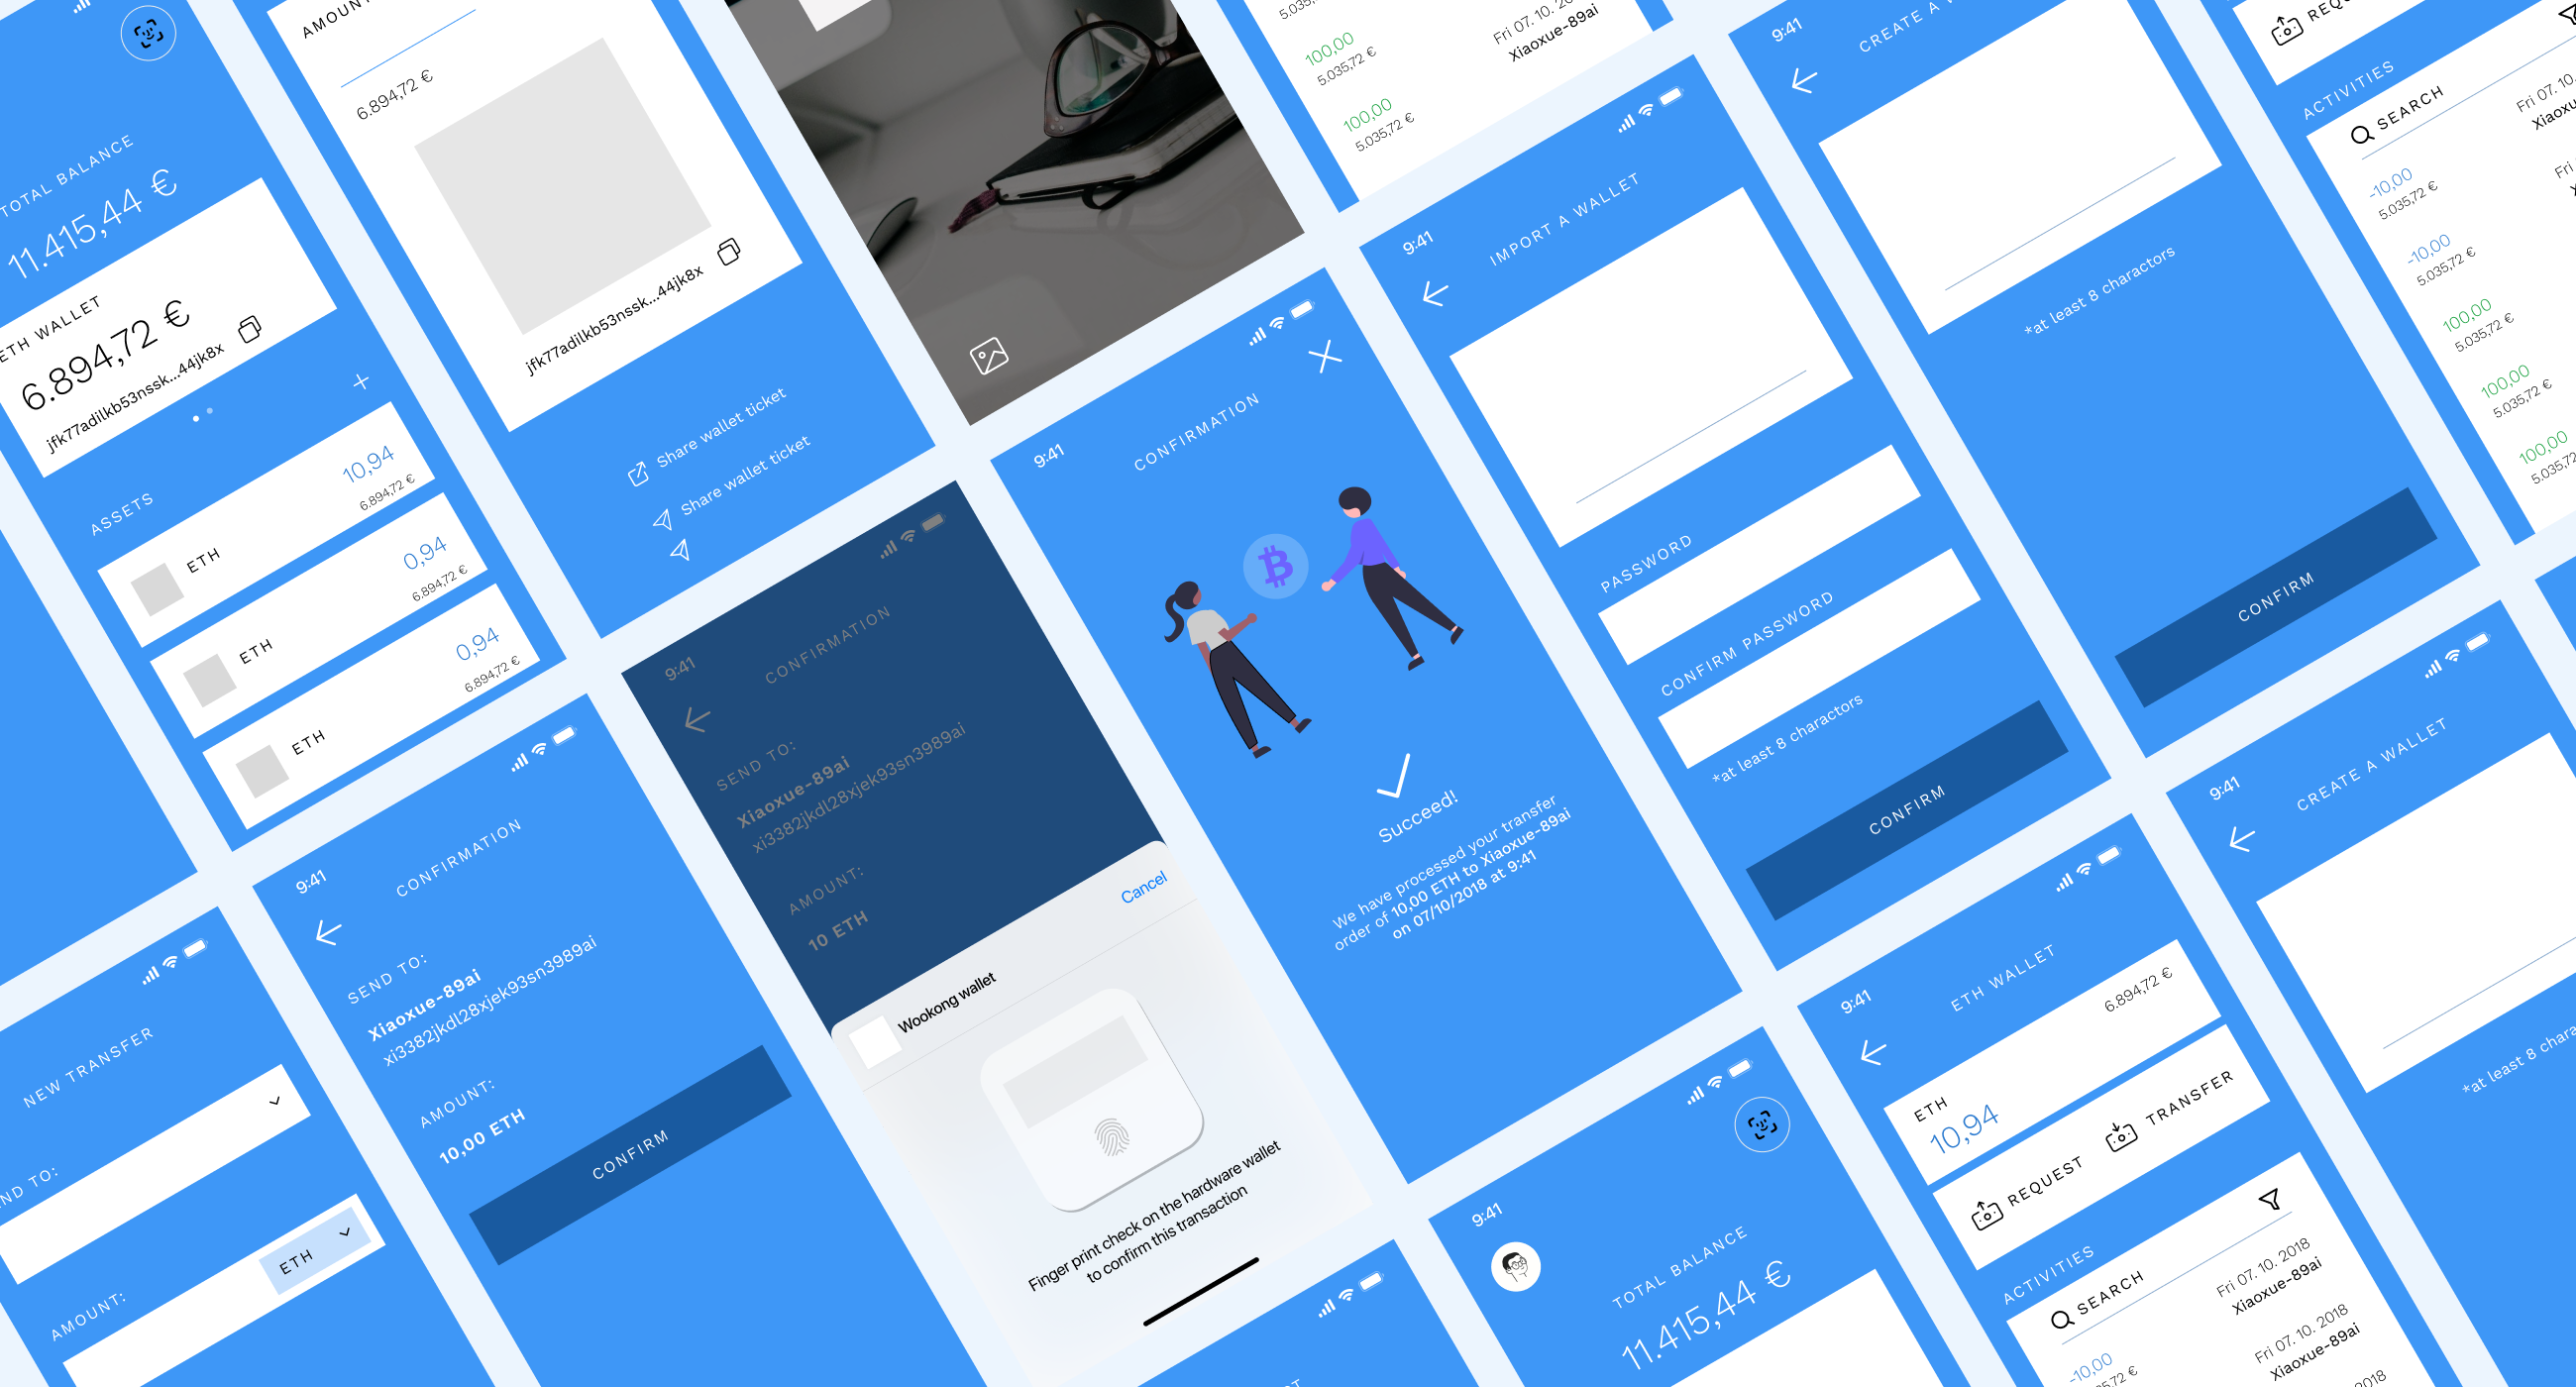 TOTAL BALANCE
11.415,44 €
ETH WALLET
6.894,72 €
jfk77adilkb53nssk...44jk8x
ASSETS
ETH
10,94
6.894,72 €
ETH
0,94
6.894,72 €
ETH
0,94
6.894,72 €
NEW TRANSFER
AMOUNT:
ETH
6.894,72 €
jfk77adilkb53nssk...44jk8x
Share wallet ticket
Share wallet ticket
9:41
CONFIRMATION
SEND TO:
Xiaoxue-89ai
xi3382jkdl28xjek93sn3989ai
AMOUNT:
10,00 ETH
CONFIRM
9:41
CONFIRMATION
SEND TO:
Xiaoxue-89ai
xi3382jkdl28xjek93sn3989ai
AMOUNT:
10 ETH
Cancel
Wookong wallet
Finger print check on the hardware wallet
to confirm this transaction
9:41
CONFIRMATION
Succeed!
We have processed your transfer
order of 10,00 ETH to Xiaoxue-89ai
on 07/10/2018 at 9:41
100,00
5.035,72 €
Fri 07. 10.
Xiaoxue-89ai
100,00
5.035,72 €
9:41
IMPORT A WALLET
PASSWORD
CONFIRM PASSWORD
*at least 8 charactors
CONFIRM
9:41
TOTAL BALANCE
11.415,44 €
9:41
CREATE A
*at least 8 charactors
CONFIRM
9:41
ETH WALLET
6.894,72 €
ETH
10,94
REQUEST
TRANSFER
ACTIVITIES
SEARCH
Fri 07. 10. 2018
Xiaoxue-89ai
-10,00
Fri 07. 10. 2018
Xiaoxue-89ai
2018
ACTIVITIES
SEARCH
Fri 07. 10.
-10,00
5.035,72 €
-10,00
5.035,72 €
100,00
5.035,72 €
100,00
5.035,72 €
100,00
9:41
CREATE A WALLET
*at least 8